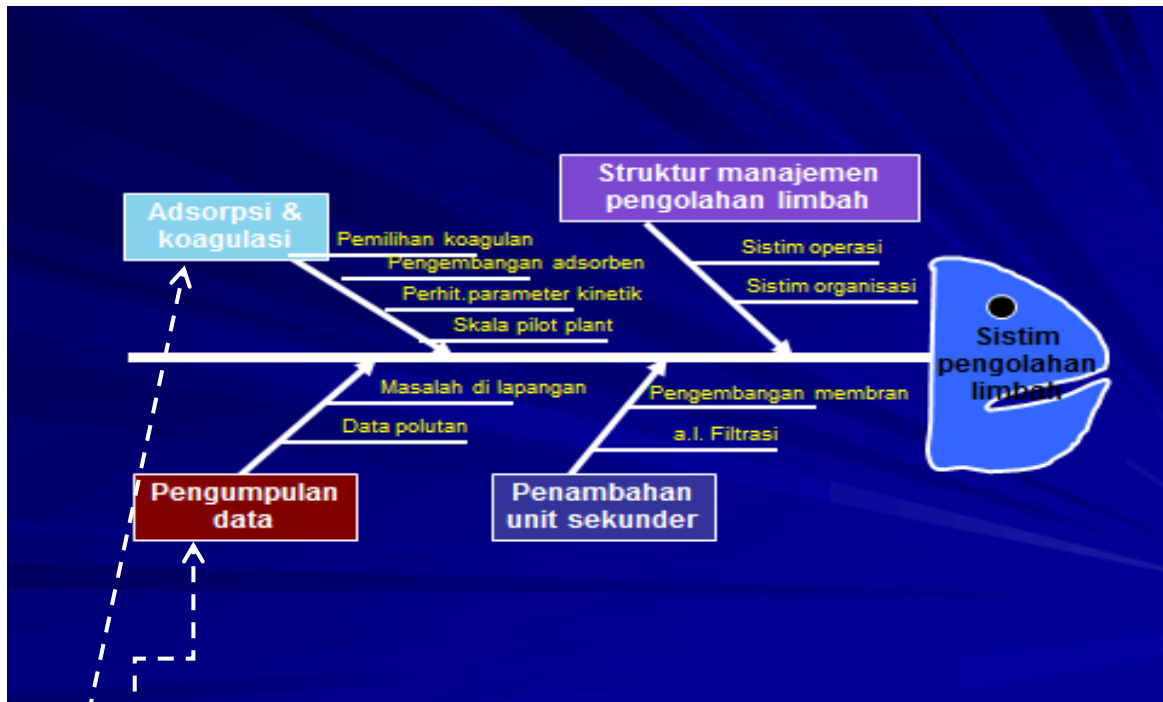 Struktur manajemen
pengolahan limbah
Adsorpsi &
koagulasi
Pemilihan koagulan
Pengembangan adsorben
Perhit.parameter kinetik
Skala pilot plant
Sistim operasi
Sistim organisasi
Sistim
pengolahan
limbah
Masalah di lapangan
Data polutan
Pengembangan membran
a.l. Filtrasi
Pengumpulan
data
Penambahan
unit sekunder